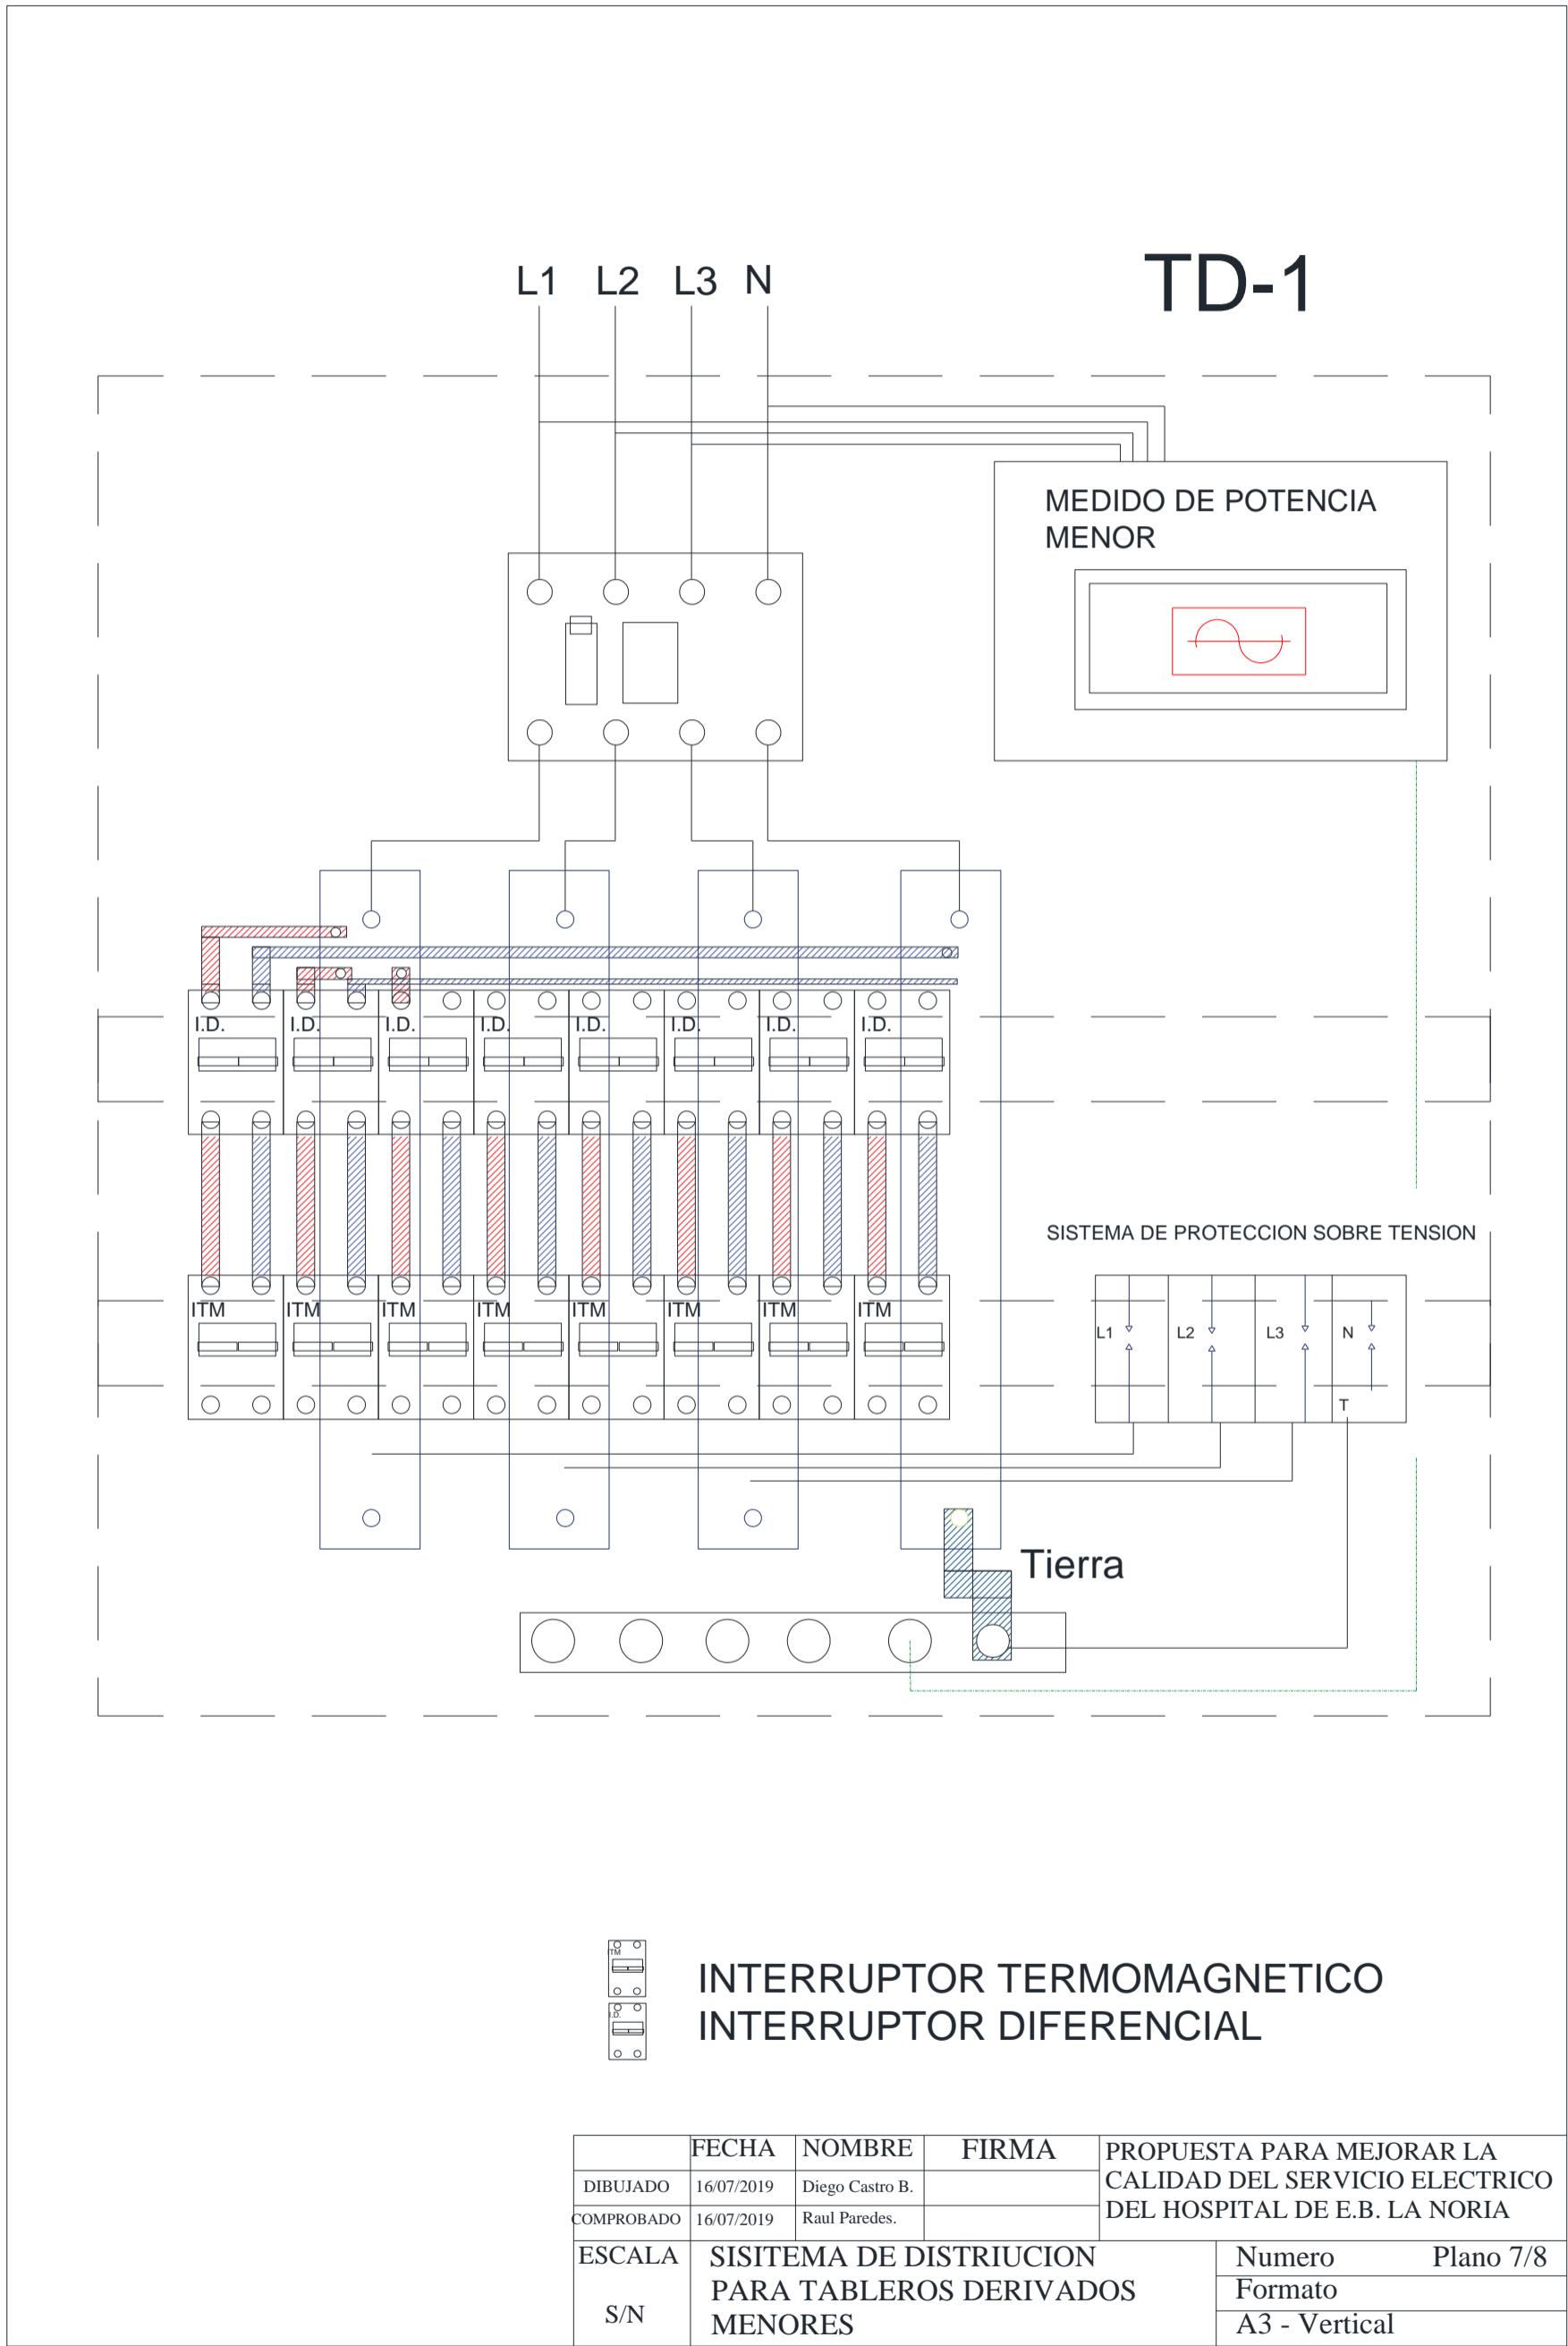 L1 L2 L3 N
TD-1
MEDIDO DE POTENCIA
MENOR
I.D. I.D. I.D. I.D. I.D. I.D. I.D. I.D.
SISTEMA DE PROTECCION SOBRE TENSION
ITM ITM ITM ITM ITM ITM ITM ITM
L1 L2 L3 N
T
Tierra
ITM
INTERRUPTOR TERMOMAGNETICO
I.D.
INTERRUPTOR DIFERENCIAL
FECHA NOMBRE FIRMA
DIBUJADO 16/07/2019 Diego Castro B.
COMPROBADO 16/07/2019 Raul Paredes.
PROPUESTA PARA MEJORAR LA
CALIDAD DEL SERVICIO ELECTRICO
DEL HOSPITAL DE E.B. LA NORIA
ESCALA
S/N
SISITEMA DE DISTRIUCION
PARA TABLEROS DERIVADOS
MENORES
Numero Plano 7/8
Formato
A3 - Vertical